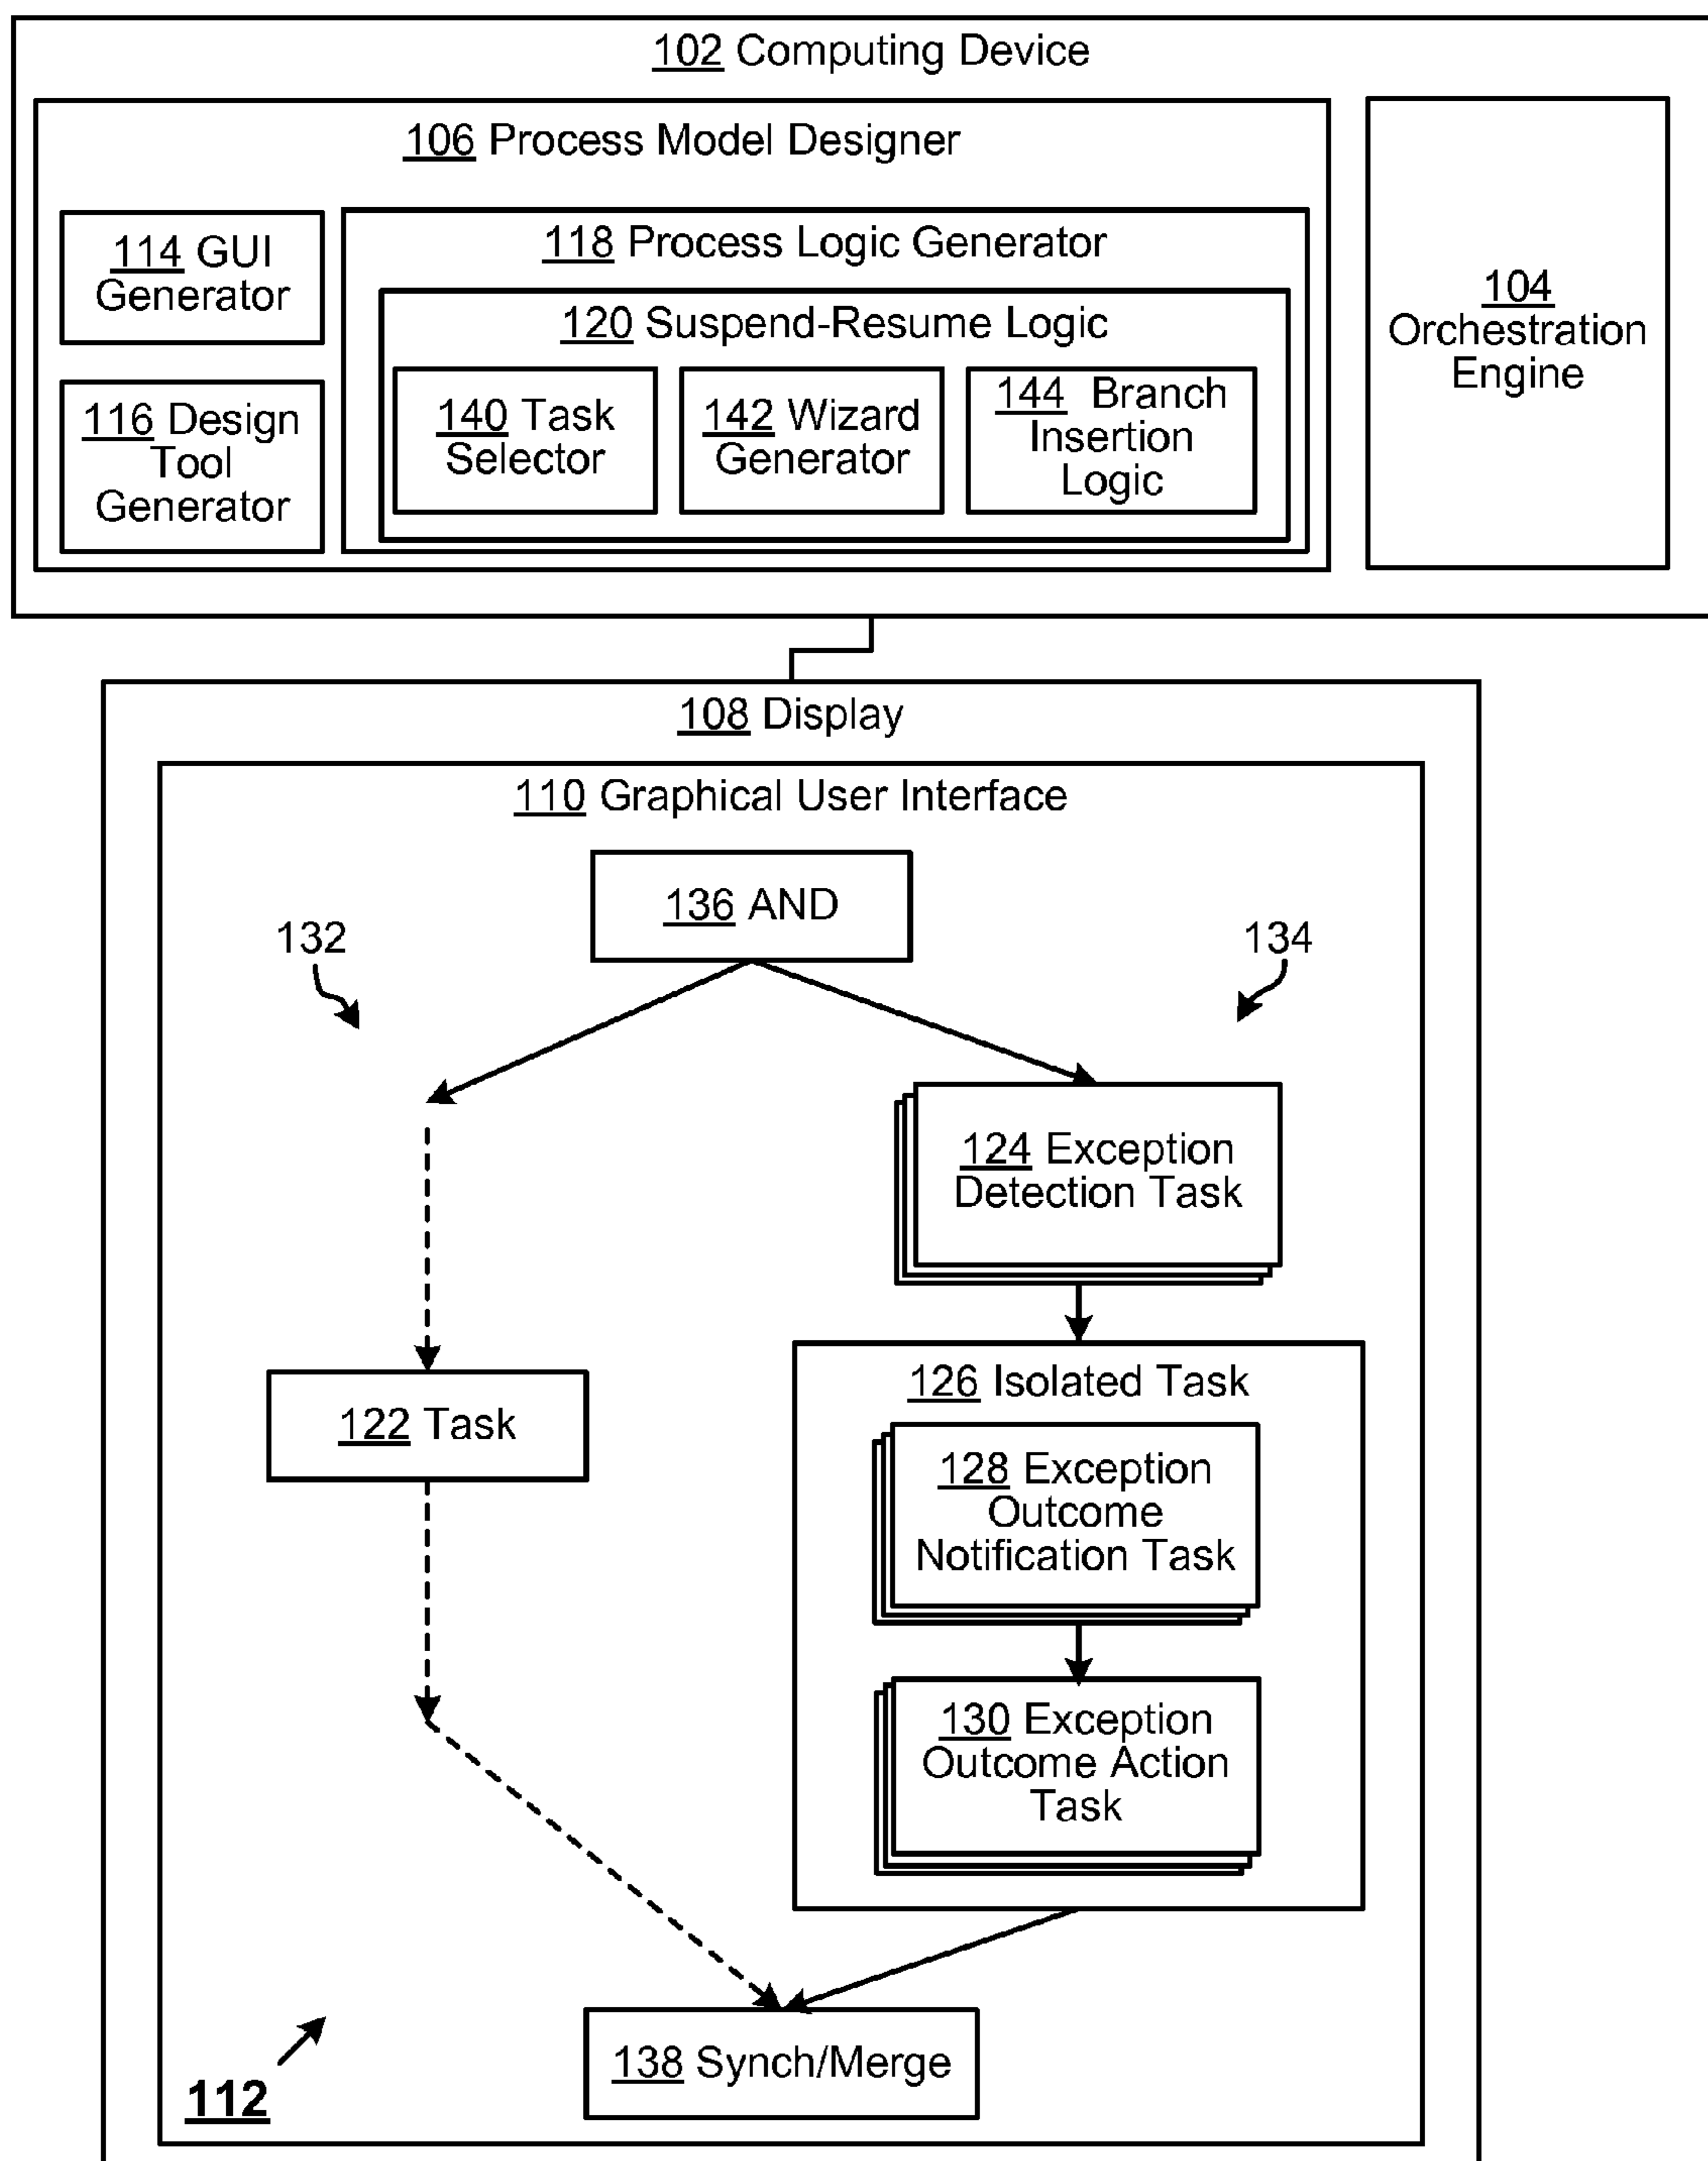 102 Computing Device
106 Process Model Designer
114 GUI
Generator
116 Design
Tool
Generator
118 Process Logic Generator
120 Suspend-Resume Logic
140 Task
Selector
142 Wizard
Generator
144 Branch
Insertion
Logic
104
Orchestration
Engine
108 Display
110 Graphical User Interface
136 AND
132
134
124 Exception
Detection Task
122 Task
126 Isolated Task
128 Exception
Outcome
Notification Task
130 Exception
Outcome Action
Task
138 Synch/Merge
112